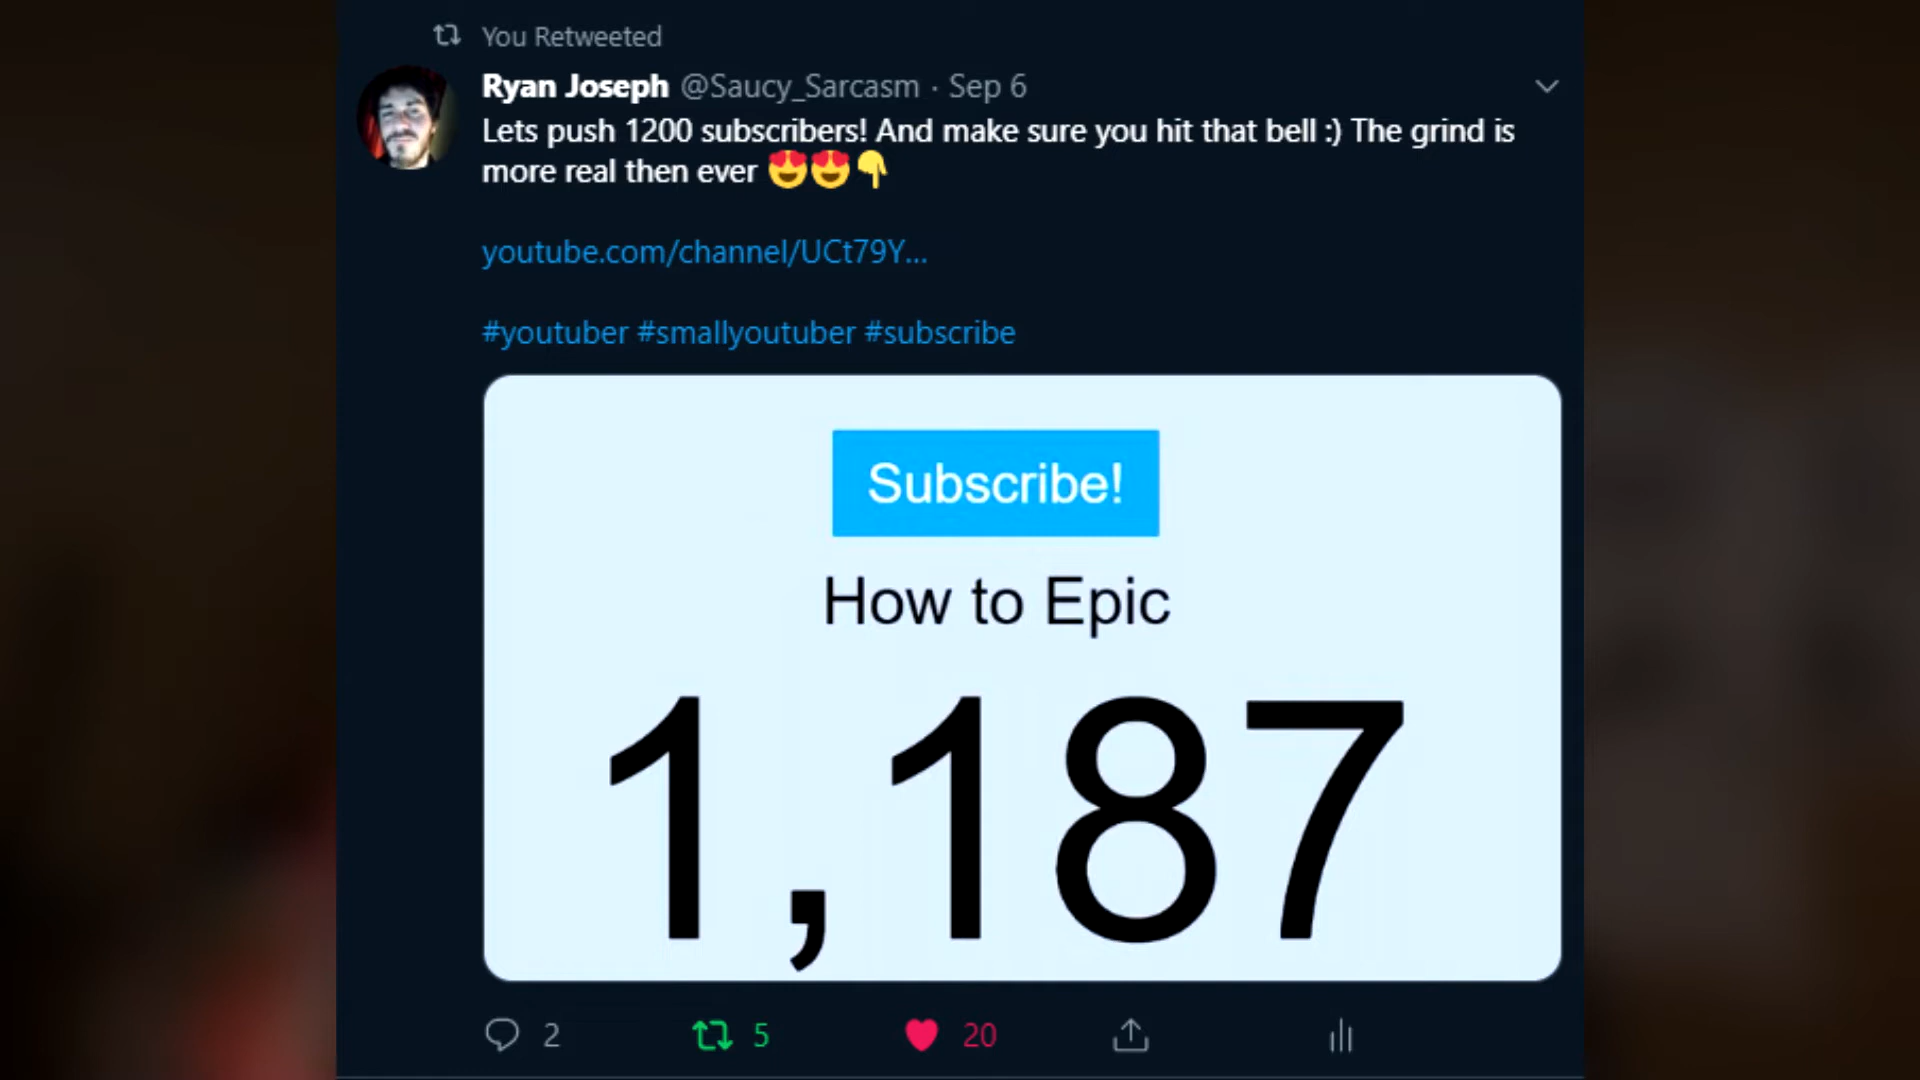 You Retweeted
Ryan Joseph @Saucy_Sarcasm · Sep 6
Lets push 1200 subscribers! And make sure you hit that bell :) The grind is
more real then ever 😍😍👇
youtube.com/channel/UCt79Y...
#youtuber #smallyoutuber #subscribe
Subscribe!
How to Epic
1,187
2 5 20